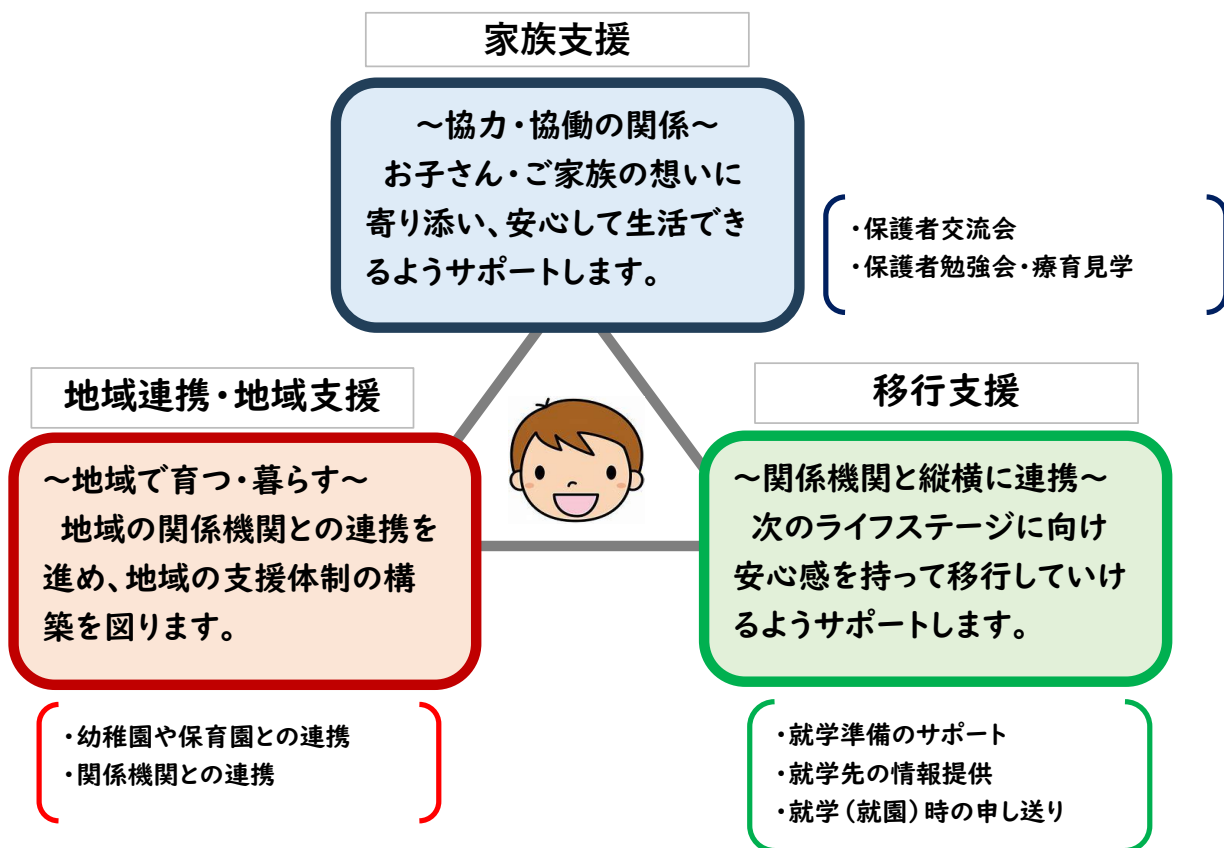 家族支援
～協力・協働の関係～
お子さん・ご家族の想いに
寄り添い、安心して生活でき
るようサポートします。
・保護者交流会
・保護者勉強会・療育見学
地域連携・地域支援
～地域で育つ・暮らす～
地域の関係機関との連携を
進め、地域の支援体制の構
築を図ります。
・幼稚園や保育園との連携
・関係機関との連携
移行支援
～関係機関と縦横に連携～
次のライフステージに向け
安心感を持って移行していけ
るようサポートします。
・就学準備のサポート
・就学先の情報提供
・就学（就園）時の申し送り